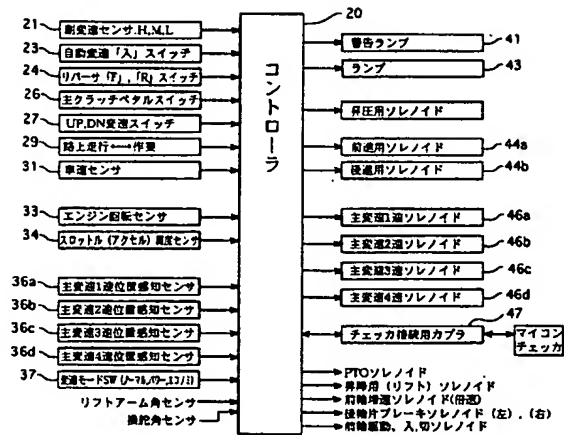 20
21 副変速センサ.H,M,L
23 自動変速「入」スイッチ
24 リバーサ「F」,「R」スイッチ
26 主クラッチペタルスイッチ
27 UP,DN変速スイッチ
29 路上走行⟷作業
31 車速センサ
33 エンジン回転センサ
34 スロットル(アクセル)開度センサ
36a 主変速1速位置感知センサ
36b 主変速2速位置感知センサ
36c 主変速3速位置感知センサ
36d 主変速4速位置感知センサ
37 変速モードSW(ノーマル,パワー,エコノミ)
リフトアーム角センサ
操舵角センサ
コントローラ
警告ランプ 41
ランプ 43
昇圧用ソレノイド
前進用ソレノイド 44a
後進用ソレノイド 44b
主変速1速ソレノイド 46a
主変速2速ソレノイド 46b
主変速3速ソレノイド 46c
主変速4速ソレノイド 46d
チェッカ接続用カプラ 47
マイコンチェッカ
PTOソレノイド
昇降用(リフト)ソレノイド
前輪増速ソレノイド(倍速)
後輪片ブレーキソレノイド(左),(右)
前輪駆動,入,切ソレノイド